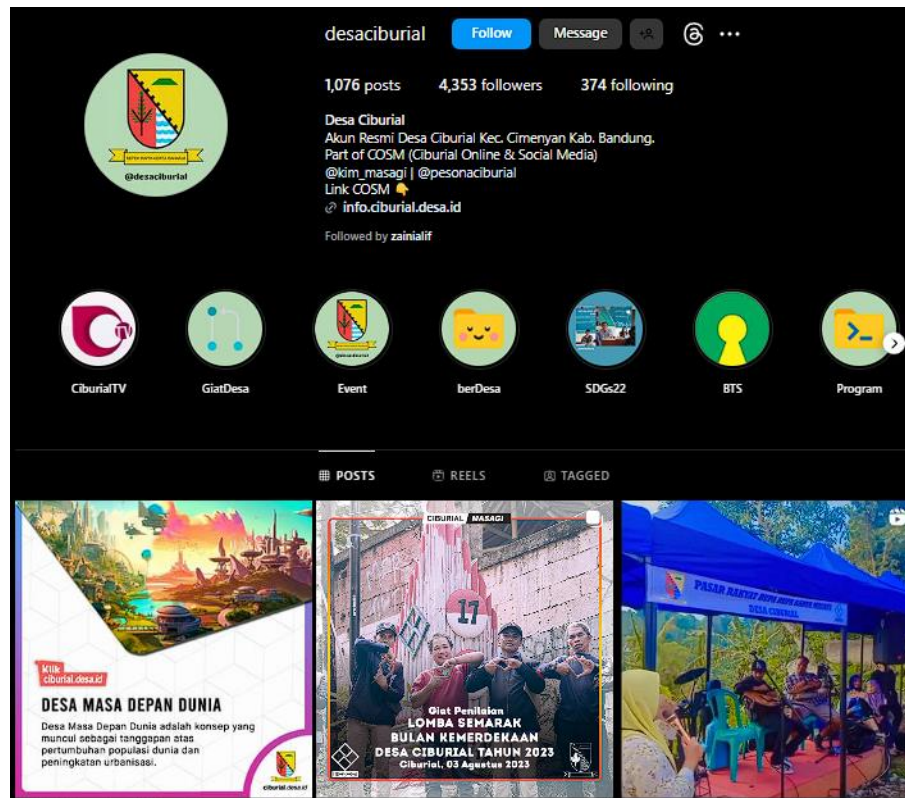 desaciburial Follow Message
1,076 posts 4,353 followers 374 following
Desa Ciburial
Akun Resmi Desa Ciburial Kec. Cimenyan Kab. Bandung.
Part of COSM (Ciburial Online & Social Media)
@kim_masagi | @pesonaciburial
Link COSM 👇
info.ciburial.desa.id
Followed by zainialif
@desaciburial
TV
CiburialTV GiatDesa Event berDesa SDGs22 BTS Program
POSTS REELS TAGGED
Klik
ciburial.desa.id
DESA MASA DEPAN DUNIA
Desa Masa Depan Dunia adalah konsep yang
muncul sebagai tanggapan atas
pertumbuhan populasi dunia dan
peningkatan urbanisasi.
ciburial.desa.id
CIBURIAL MASAGI
17
Giat Penilaian
LOMBA SEMARAK
BULAN KEMERDEKAAN
DESA CIBURIAL TAHUN 2023
Ciburial, 03 Agustus 2023
PASAR RAKYAT
DESA CIBURIAL